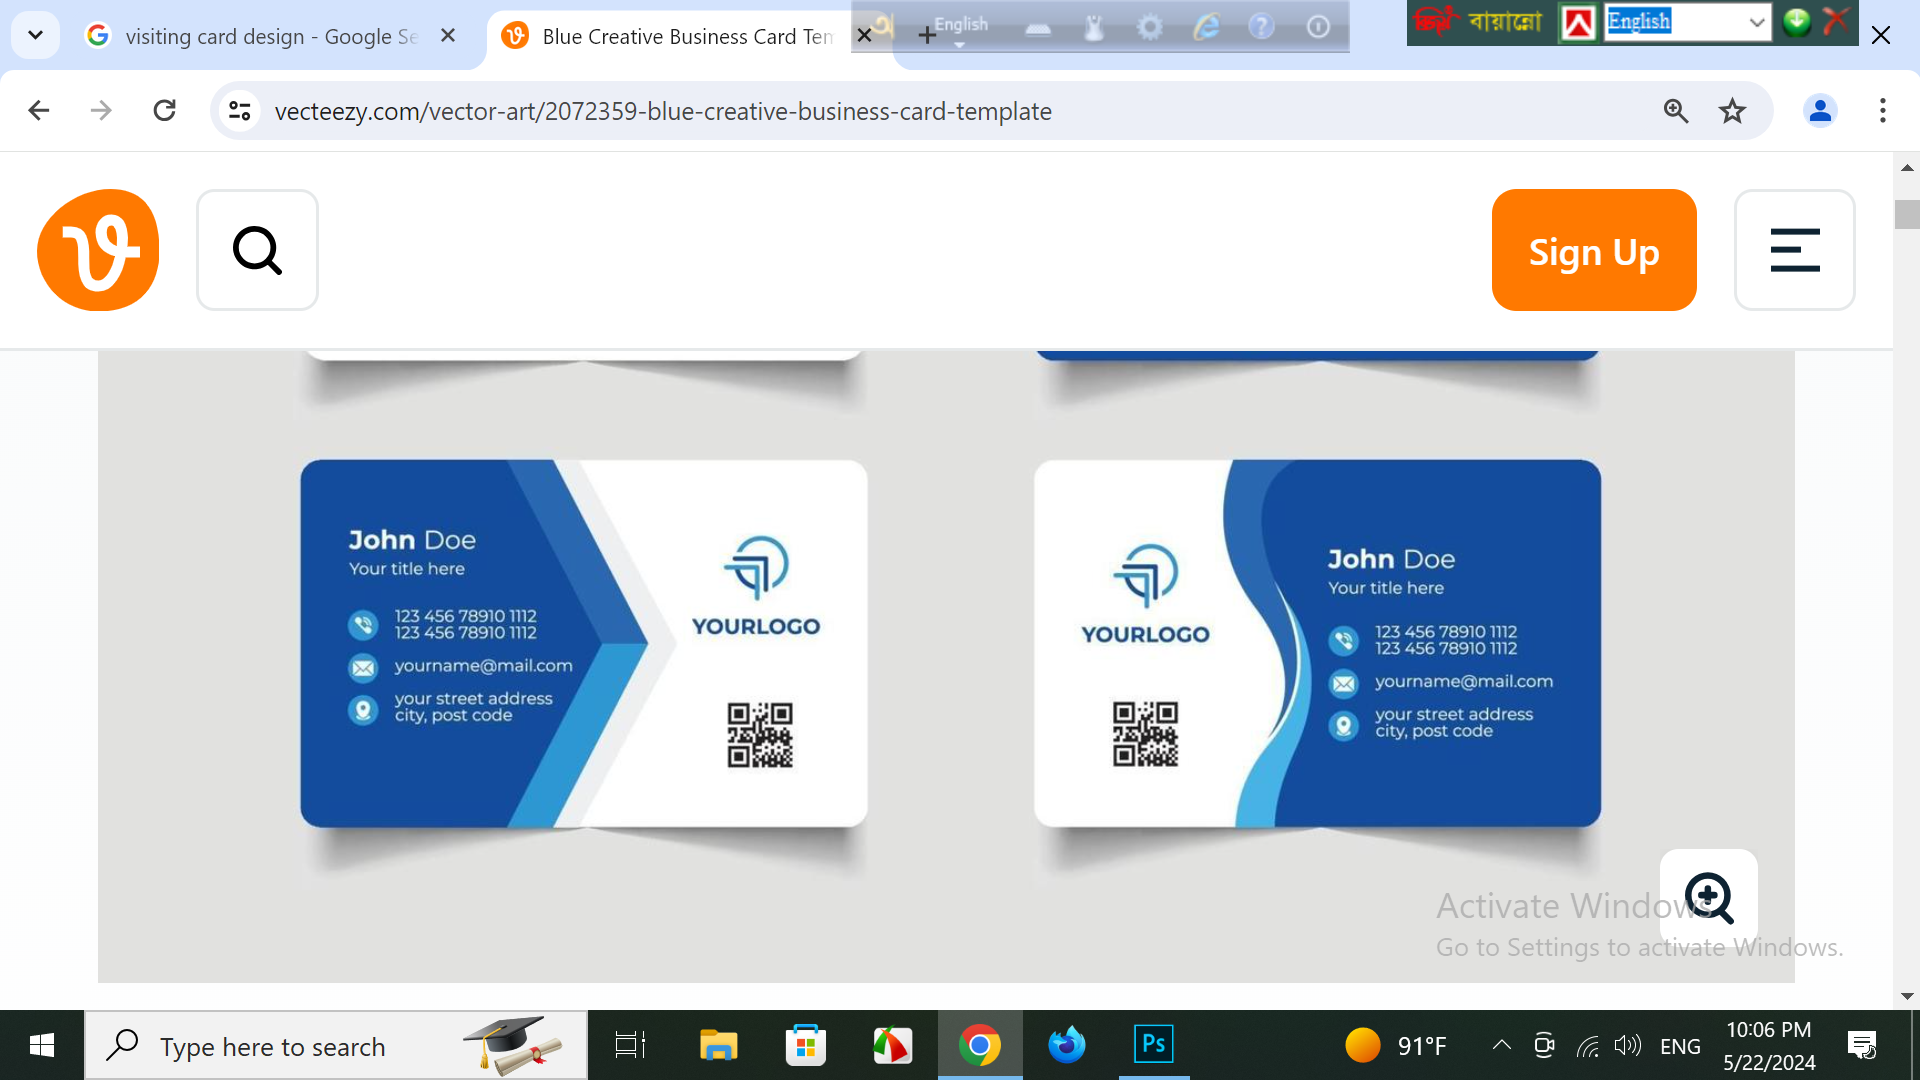 visiting card design - Google Se
Blue Creative Business Card Tem
English
বায়ান্নো
English
vecteezy.com/vector-art/2072359-blue-creative-business-card-template
Sign Up
John Doe
Your title here
123 456 78910 1112
123 456 78910 1112
yourname@mail.com
your street address
city, post code
YOURLOGO
YOURLOGO
John Doe
Your title here
123 456 78910 1112
123 456 78910 1112
yourname@mail.com
your street address
city, post code
Activate Windows
Go to Settings to activate Windows.
Type here to search
Ps
91°F
ENG
10:06 PM
5/22/2024